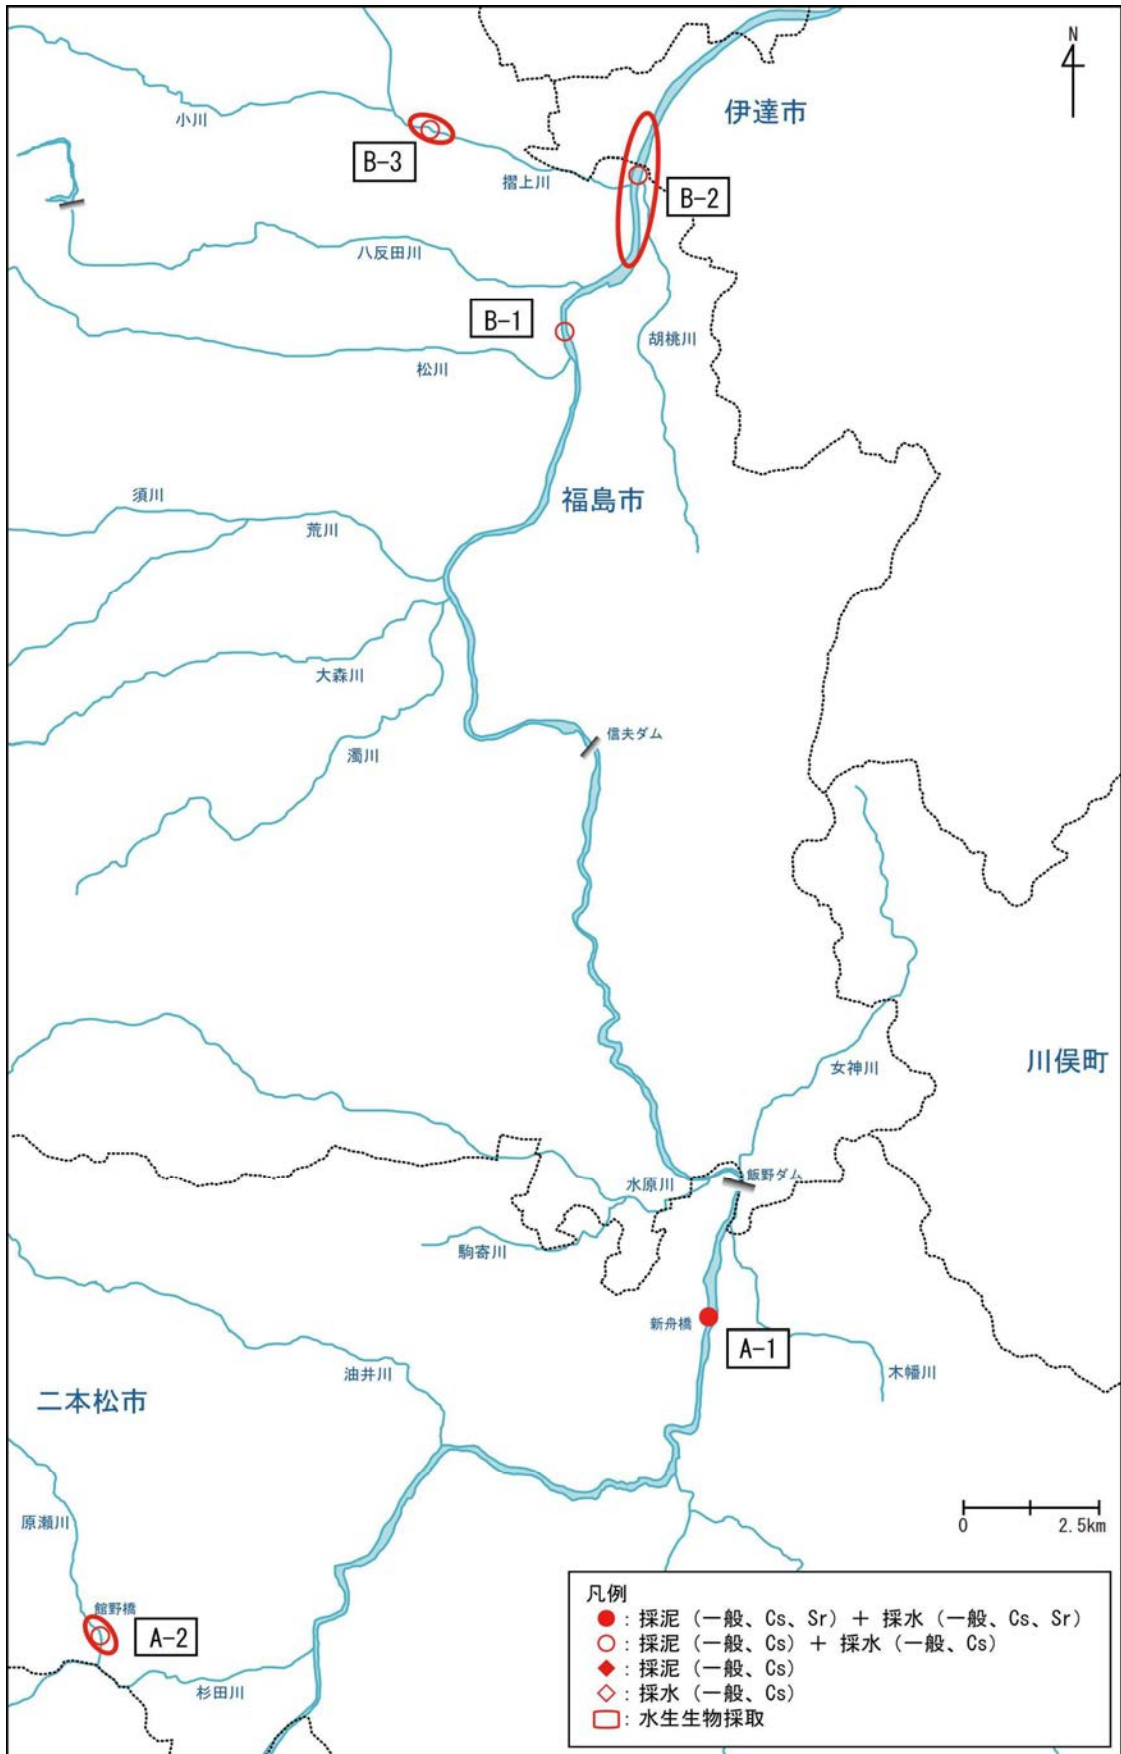 N
伊達市
小川
B-3
摺上川
B-2
八反田川
B-1
胡桃川
松川
須川
福島市
荒川
大森川
信夫ダム
濁川
川俣町
女神川
飯野ダム
水原川
駒寄川
新舟橋
A-1
油井川
木幡川
二本松市
原瀬川
0 2.5km
館野橋
A-2
杉田川
凡例
: 採泥 (一般、Cs、Sr) + 採水 (一般、Cs、Sr)
: 採泥 (一般、Cs) + 採水 (一般、Cs)
: 採泥 (一般、Cs)
: 採水 (一般、Cs)
: 水生生物採取